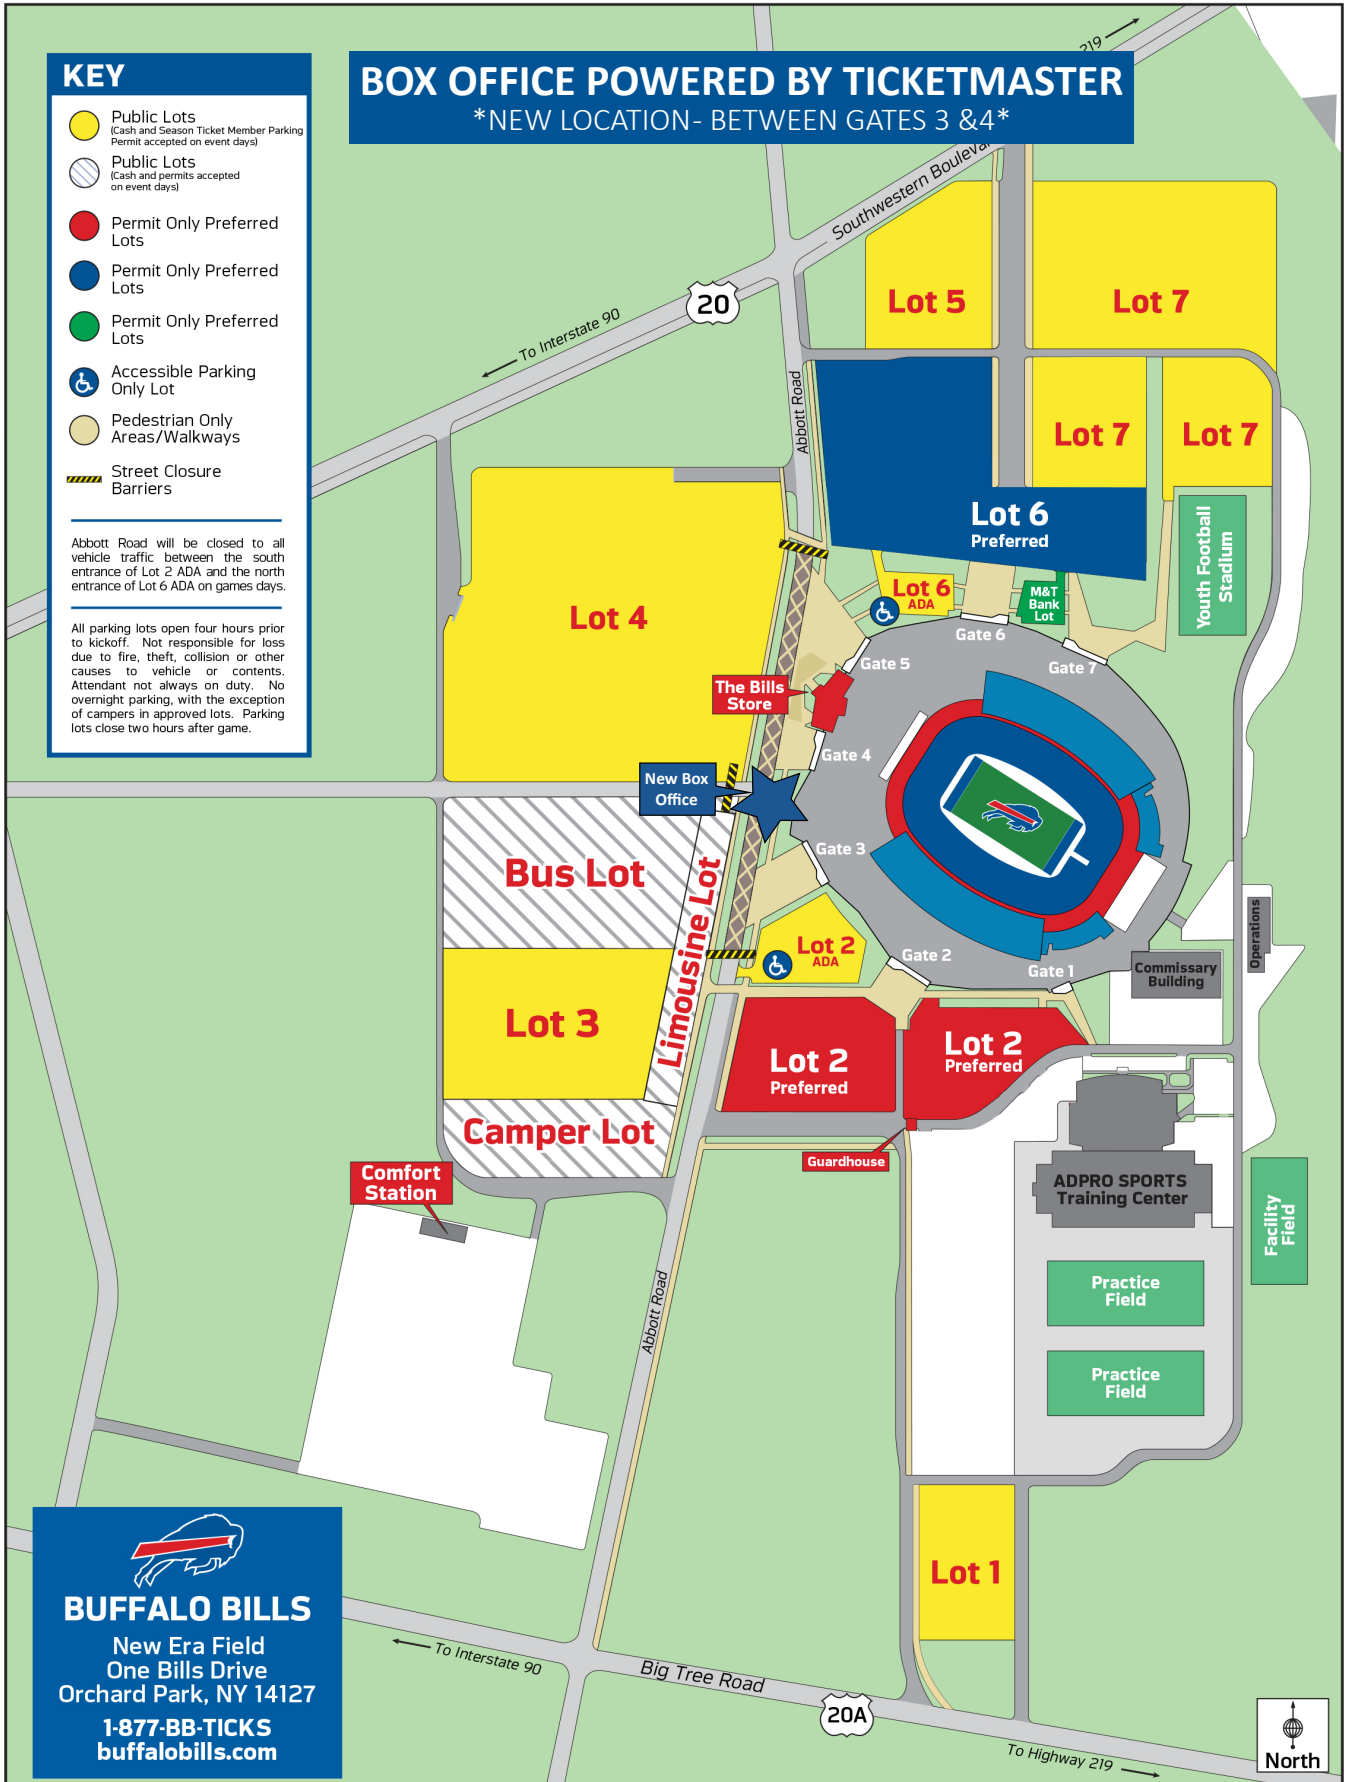 BOX OFFICE POWERED BY TICKETMASTER
*NEW LOCATION- BETWEEN GATES 3 &4*
KEY
Public Lots
(Cash and Season Ticket Member Parking
Permit accepted on event days)
Public Lots
(Cash and permits accepted
on event days)
Permit Only Preferred
Lots
Permit Only Preferred
Lots
Permit Only Preferred
Lots
Accessible Parking
Only Lot
Pedestrian Only
Areas/Walkways
Street Closure
Barriers
Abbott Road will be closed to all
vehicle traffic between the south
entrance of Lot 2 ADA and the north
entrance of Lot 6 ADA on games days.
All parking lots open four hours prior
to kickoff. Not responsible for loss
due to fire, theft, collision or other
causes to vehicle or contents.
Attendant not always on duty. No
overnight parking, with the exception
of campers in approved lots. Parking
lots close two hours after game.
219
Southwestern Boulevar
20
To Interstate 90
Abbott Road
Lot 5
Lot 7
Lot 7
Lot 7
Lot 6
Preferred
Youth Football
Stadium
Lot 6
ADA
M&T
Bank
Lot
Lot 4
Gate 6
Gate 5
Gate 7
The Bills
Store
Gate 4
New Box
Office
Gate 3
Bus Lot
Limousine Lot
Lot 2
ADA
Gate 2
Gate 1
Commissary
Building
Operations
Lot 3
Lot 2
Preferred
Lot 2
Preferred
Camper Lot
Guardhouse
Comfort
Station
ADPRO SPORTS
Training Center
Facility
Field
Practice
Field
Practice
Field
Abbott Road
Lot 1
BUFFALO BILLS
New Era Field
One Bills Drive
Orchard Park, NY 14127
1-877-BB-TICKS
buffalobills.com
To Interstate 90
Big Tree Road
20A
To Highway 219
North